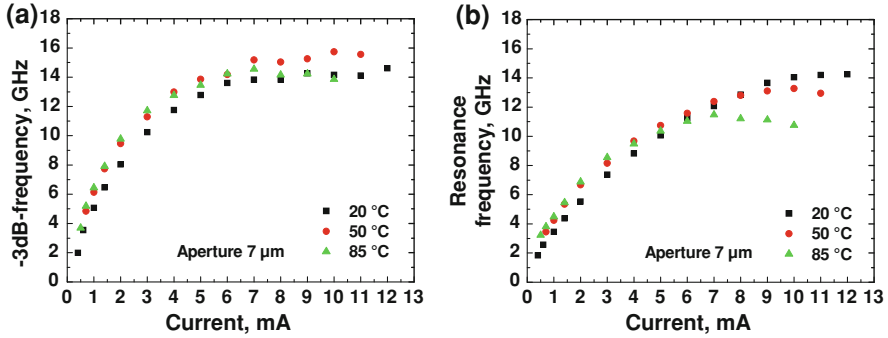 (a)
18
16
14
12
10
8
6
4
2
0
-3dB-frequency, GHz
20 °C
50 °C
85 °C
Aperture 7 µm
0 1 2 3 4 5 6 7 8 9 10 11 12 13
Current, mA
(b)
18
16
14
12
10
8
6
4
2
0
Resonance
frequency, GHz
20 °C
50 °C
85 °C
Aperture 7 µm
0 1 2 3 4 5 6 7 8 9 10 11 12 13
Current, mA